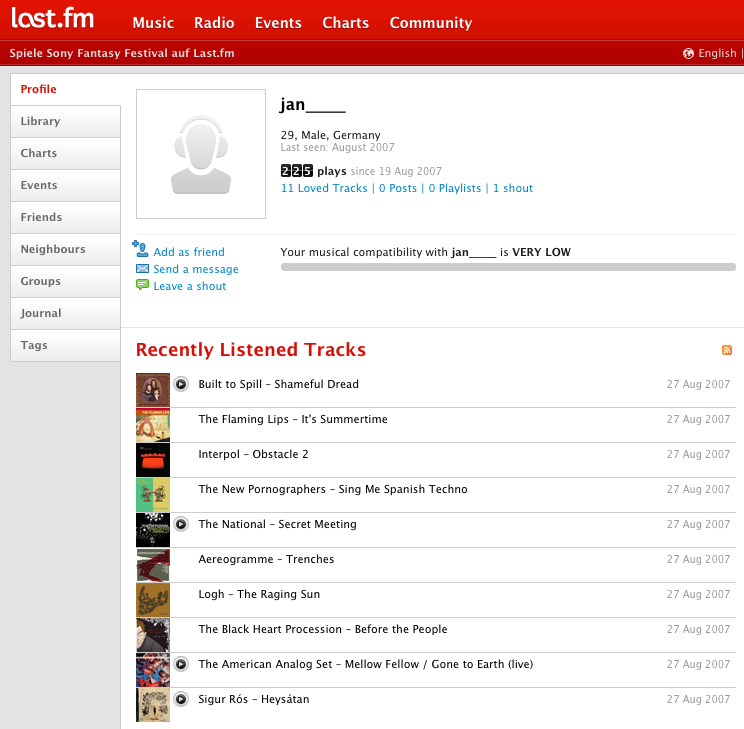 last.fm
Music Radio Events Charts Community
Spiele Sony Fantasy Festival auf Last.fm
English |
Profile
Library
Charts
Events
Friends
Neighbours
Groups
Journal
Tags
jan_____
29, Male, Germany
Last seen: August 2007
225 plays since 19 Aug 2007
11 Loved Tracks | 0 Posts | 0 Playlists | 1 shout
Add as friend
Send a message
Leave a shout
Your musical compatibility with jan_____ is VERY LOW
Recently Listened Tracks
Built to Spill – Shameful Dread 27 Aug 2007
The Flaming Lips – It's Summertime 27 Aug 2007
Interpol – Obstacle 2 27 Aug 2007
The New Pornographers – Sing Me Spanish Techno 27 Aug 2007
The National – Secret Meeting 27 Aug 2007
Aereogramme – Trenches 27 Aug 2007
Logh – The Raging Sun 27 Aug 2007
The Black Heart Procession – Before the People 27 Aug 2007
The American Analog Set – Mellow Fellow / Gone to Earth (live) 27 Aug 2007
Sigur Rós – Heysátan 27 Aug 2007